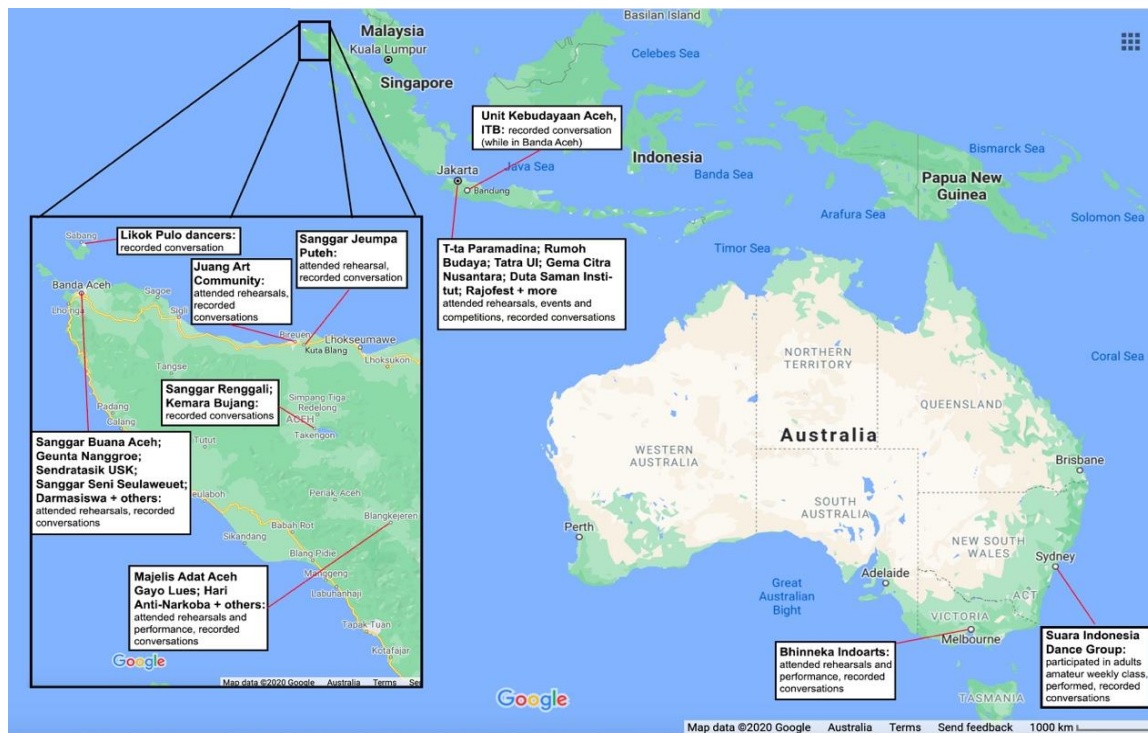 Basilan Island
Malaysia
Kuala Lumpur
Celebes Sea
Singapore
Unit Kebudayaan Aceh,
ITB: recorded conversation
(while in Banda Aceh)
Indonesia
Bismarck Sea
Jakarta
Java Sea
Banda Sea
Bandung
Papua New
Guinea
Arafura Sea
Solomon Sea
Timor Sea
T-ta Paramadina; Rumoh
Budaya; Tatra UI; Gema Citra
Nusantara; Duta Saman Insti-
tut; Rajofest + more
attended rehearsals, events and
competitions, recorded conversations
Likok Pulo dancers:
recorded conversation
Sabang
Sanggar Jeumpa
Puteh:
attended rehearsal,
recorded conversation
Juang Art
Community:
attended rehearsals,
recorded
conversations
Banda Aceh
Lho'nga
Sagoe
Sigli
Bireuen
Kuta Blang
Lhokseumawe
Lhoksukon
Tangse
Sanggar Renggali;
Kemara Bujang:
recorded conversations
Simpang Tiga
Redelong
ACEH
Takengon
Padang
Calang
Tutut
Sanggar Buana Aceh;
Geunta Nanggroe;
Sendratasik USK;
Sanggar Seni Seulaweuet;
Darmasiswa + others:
attended rehearsals, recorded
conversations
eulaboh
Perlak Aceh
Blangkejeren
Babah Rot
Sikandang
Blang Pidie
Manggeng
Labuhanhaji
Tapak Tuan
Kotafajar
Majelis Adat Aceh
Gayo Lues; Hari
Anti-Narkoba + others:
attended rehearsals and
performance, recorded
conversations
Google
Map data ©2020 Google Australia Terms Se
Coral Sea
NORTHERN
TERRITORY
QUEENSLAND
Australia
WESTERN
AUSTRALIA
Brisbane
SOUTH
AUSTRALIA
Perth
NEW SOUTH
WALES
Sydney
Adelaide
Great
Australian
Bight
ACT
VICTORIA
Melbourne
Bhinneka Indoarts:
attended rehearsals and
performance, recorded
conversations
Suara Indonesia
Dance Group:
participated in adults
amateur weekly class,
performed, recorded
conversations
TASMANIA
Google
Map data ©2020 Google Australia Terms Send feedback 1000 km